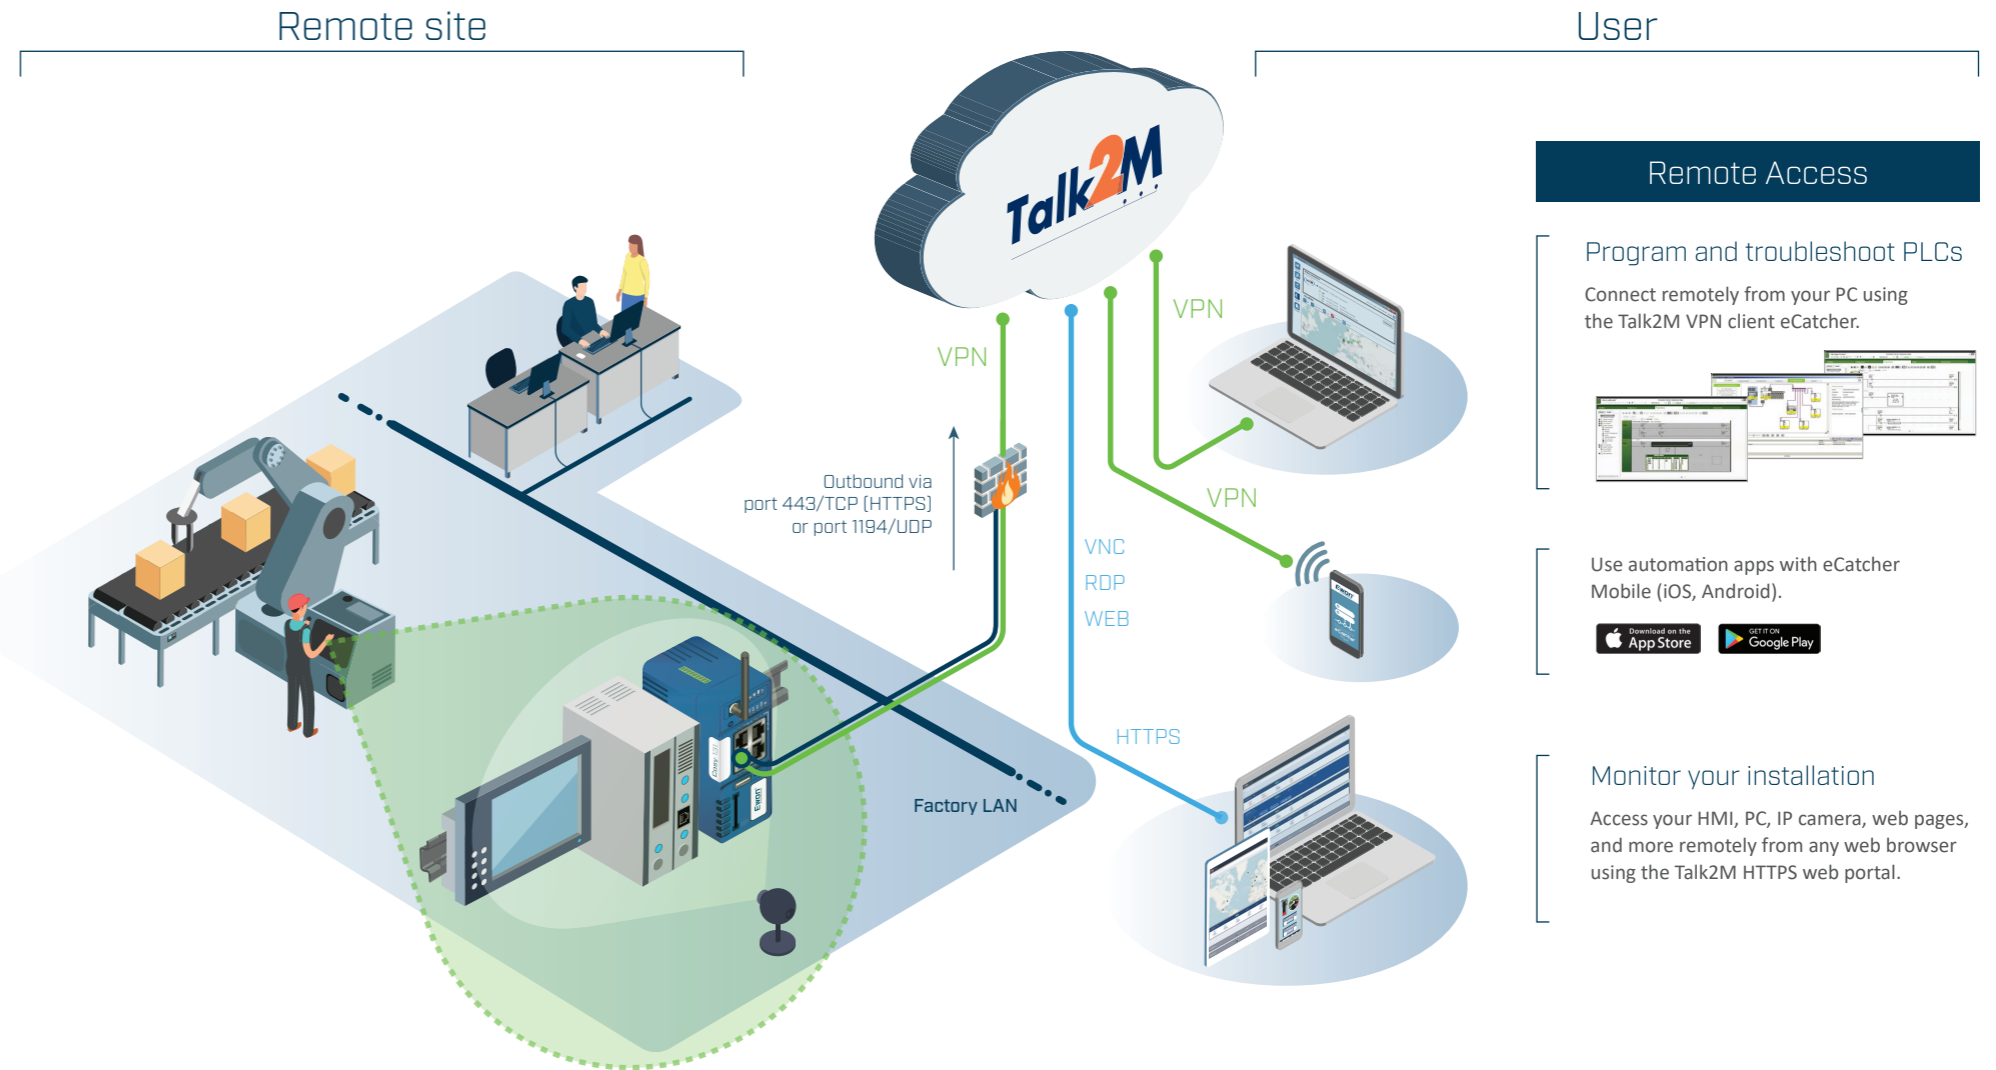 Remote site
User
Talk2M
Remote Access
Program and troubleshoot PLCs
Connect remotely from your PC using
the Talk2M VPN client eCatcher.
VPN
VPN
VPN
Outbound via
port 443/TCP (HTTPS)
or port 1194/UDP
VNC
RDP
WEB
HTTPS
Use automation apps with eCatcher
Mobile (iOS, Android).
Download on the
App Store
GET IT ON
Google Play
Ewon
Ewon
Factory LAN
Monitor your installation
Access your HMI, PC, IP camera, web pages,
and more remotely from any web browser
using the Talk2M HTTPS web portal.